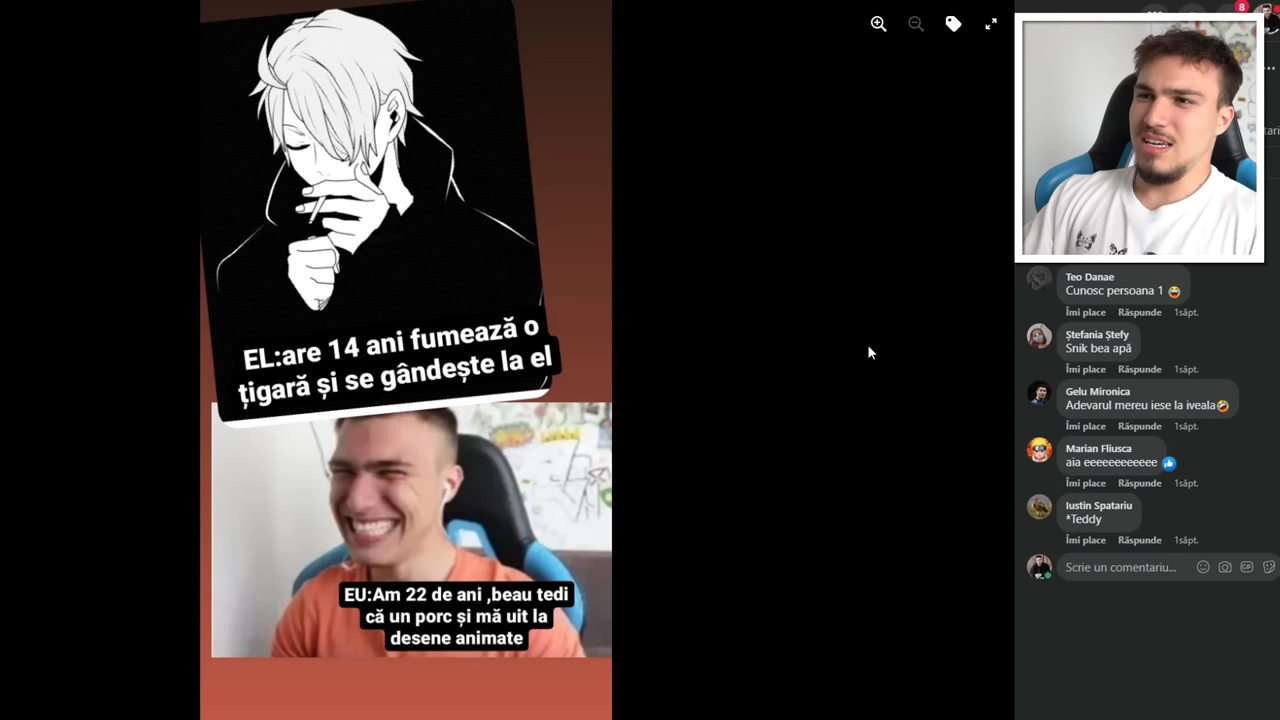 8
EL:are 14 ani fumează o
țigară și se gândește la el
EU:Am 22 de ani ,beau tedi
că un porc și mă uit la
desene animate
tari
Teo Danae
Cunosc persoana 1 😂
Îmi place Răspunde 1săpt.
Ștefania Ștefy
Snik bea apă
Îmi place Răspunde 1săpt.
Gelu Mironica
Adevarul mereu iese la iveala🤣
Îmi place Răspunde 1săpt.
Marian Fliusca
aia eeeeeeeeeeee 👍
Îmi place Răspunde 1săpt.
Iustin Spatariu
*Teddy
Îmi place Răspunde 1săpt.
Scrie un comentariu...